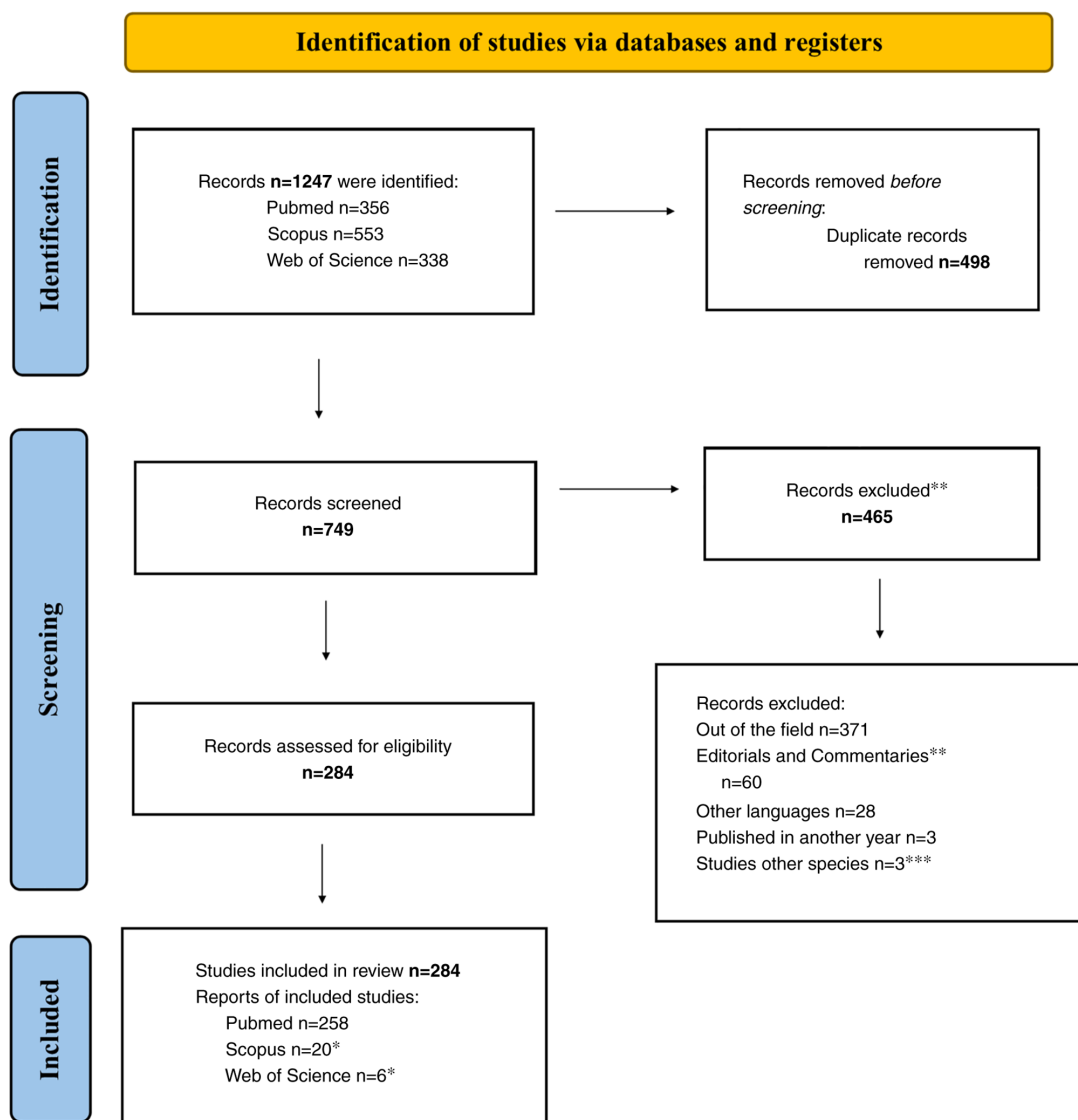 Identification of studies via databases and registers
Identification
Records n=1247 were identified:
Pubmed n=356
Scopus n=553
Web of Science n=338
Records removed before
screening:
Duplicate records
removed n=498
Screening
Records screened
n=749
Records excluded**
n=465
Records assessed for eligibility
n=284
Records excluded:
Out of the field n=371
Editorials and Commentaries**
n=60
Other languages n=28
Published in another year n=3
Studies other species n=3***
Included
Studies included in review n=284
Reports of included studies:
Pubmed n=258
Scopus n=20*
Web of Science n=6*